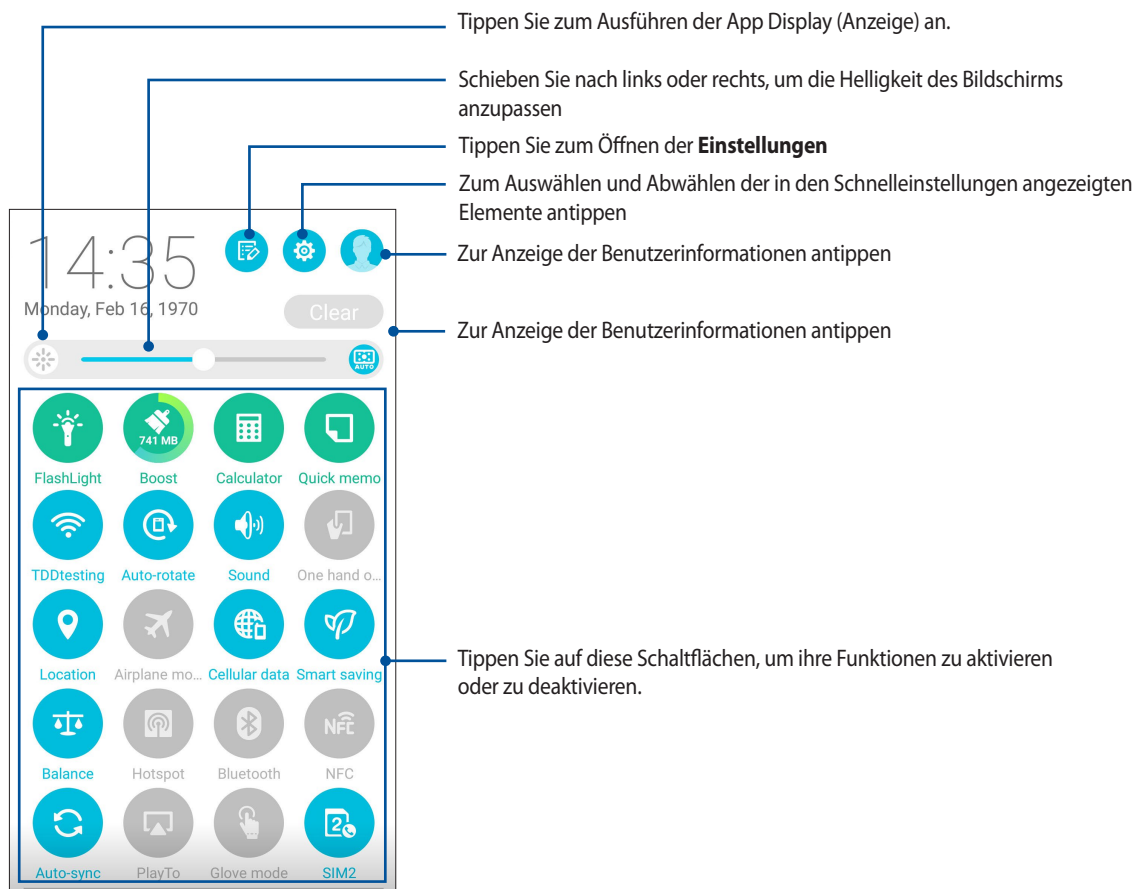 Tippen Sie zum Ausführen der App Display (Anzeige) an.
Schieben Sie nach links oder rechts, um die Helligkeit des Bildschirms
anzupassen
Tippen Sie zum Öffnen der Einstellungen
Zum Auswählen und Abwählen der in den Schnelleinstellungen angezeigten
Elemente antippen
Zur Anzeige der Benutzerinformationen antippen
Zur Anzeige der Benutzerinformationen antippen
14:35
Monday, Feb 16, 1970
Clear
AUTO
741 MB
FlashLight Boost Calculator Quick memo
TDDtesting Auto-rotate Sound One hand o...
Location Airplane mo... Cellular data Smart saving
Tippen Sie auf diese Schaltflächen, um ihre Funktionen zu aktivieren
oder zu deaktivieren.
NFC
Balance Hotspot Bluetooth NFC
2
Auto-sync PlayTo Glove mode SIM2